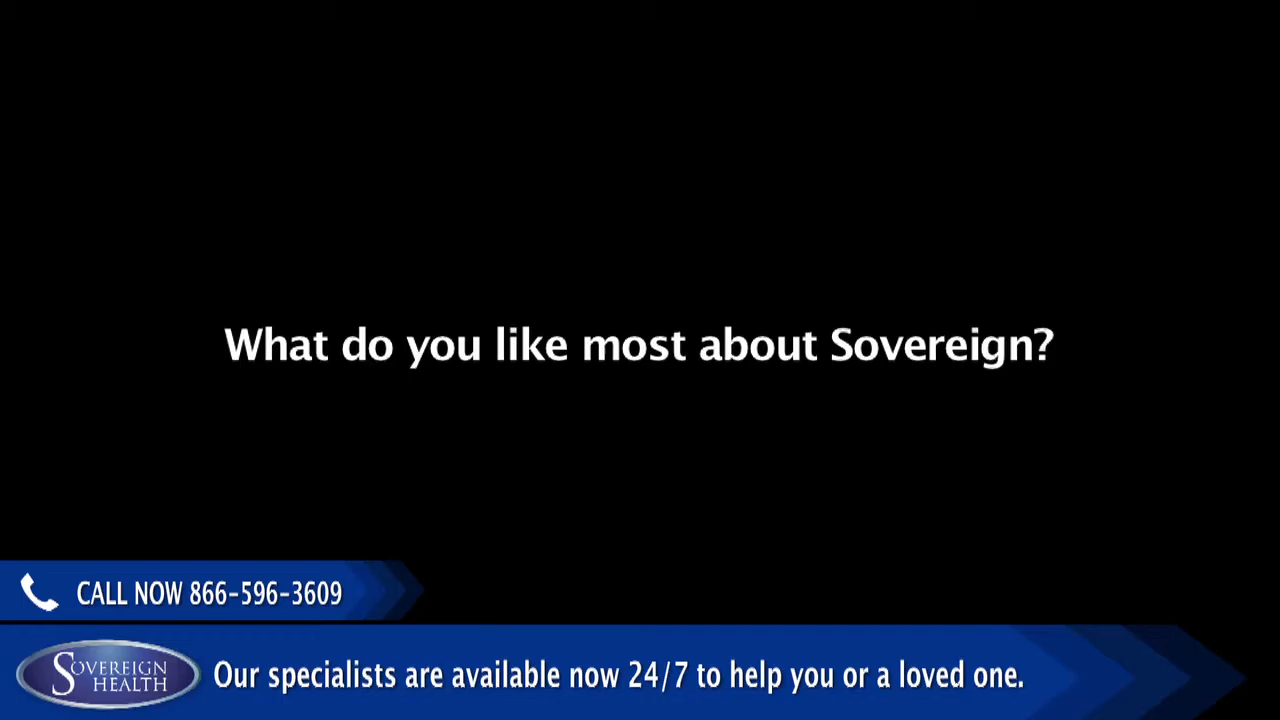 What do you like most about Sovereign?
CALL NOW 866-596-3609
SOVEREIGN
HEALTH
Our specialists are available now 24/7 to help you or a loved one.